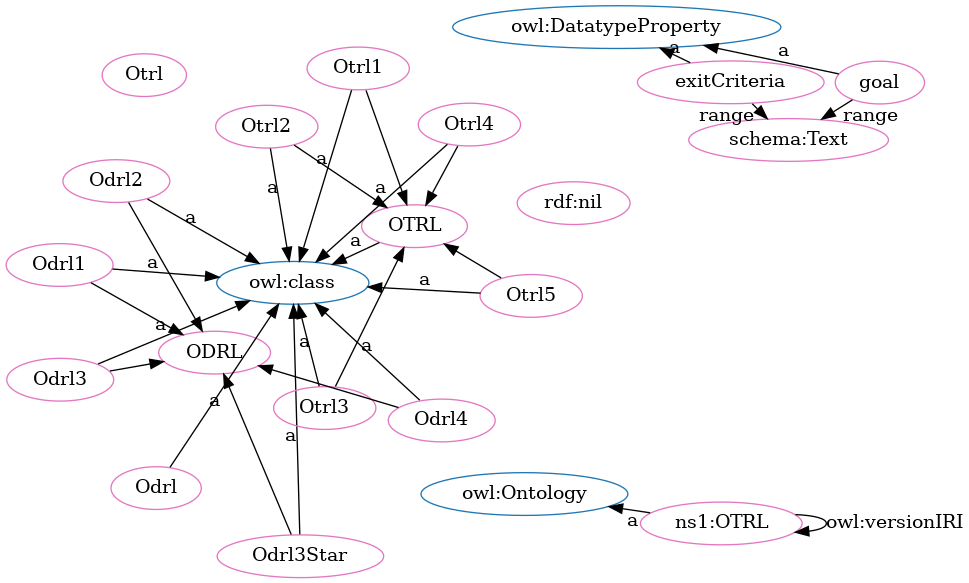 owl:DatatypeProperty
a
a
Otrl
Otrl1
exitCriteria
goal
range
range
Otrl2
Otrl4
schema:Text
a
a
a
Odrl2
rdf:nil
a
OTRL
a
Odrl1
a
owl:class
a
Otrl5
a
ODRL
a
a
Odrl3
a
Otrl3
Odrl4
a
Odrl
owl:Ontology
a
ns1:OTRL
owl:versionIRI
Odrl3Star